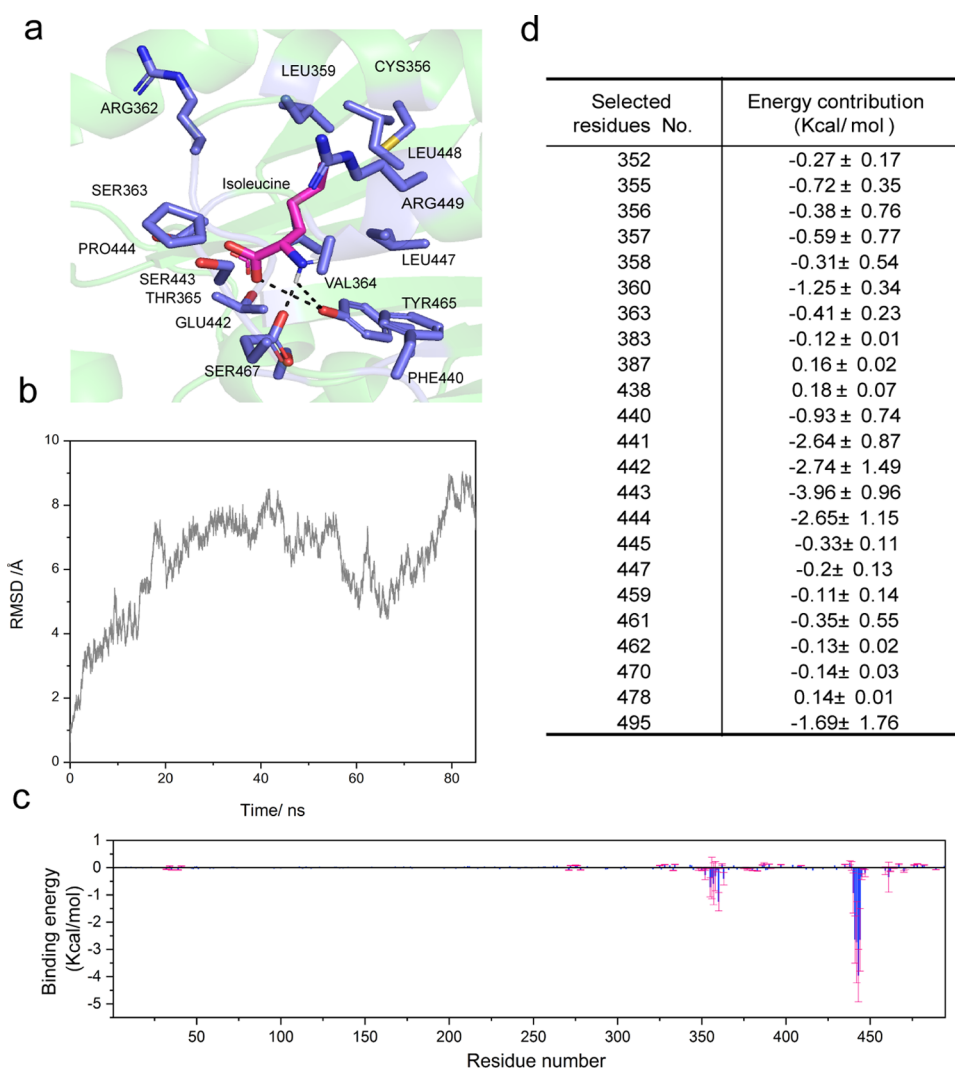 a
LEU359
CYS356
ARG362
LEU448
SER363
Isoleucine
ARG449
PRO444
LEU447
SER443
VAL364
THR365
TYR465
GLU442
SER467
PHE440
b
10
8
6
4
2
0
RMSD /Å
0 20 40 60 80
Time/ ns
c
1
0
-1
-2
-3
-4
-5
Binding energy
(Kcal/mol)
50 100 150 200 250 300 350 400 450
Residue number
d
Selected residues No.
Energy contribution (Kcal/ mol )
352 -0.27± 0.17
355 -0.72± 0.35
356 -0.38± 0.76
357 -0.59± 0.77
358 -0.31± 0.54
360 -1.25± 0.34
363 -0.41± 0.23
383 -0.12± 0.01
387 0.16± 0.02
438 0.18± 0.07
440 -0.93± 0.74
441 -2.64± 0.87
442 -2.74± 1.49
443 -3.96± 0.96
444 -2.65± 1.15
445 -0.33± 0.11
447 -0.2± 0.13
459 -0.11± 0.14
461 -0.35± 0.55
462 -0.13± 0.02
470 -0.14± 0.03
478 0.14± 0.01
495 -1.69± 1.76